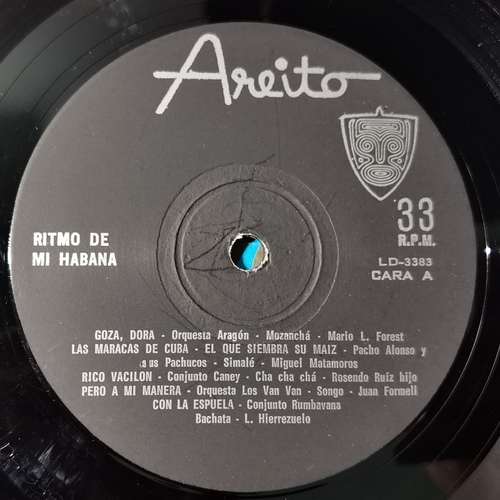 Areito
33
R.P.M.
RITMO DE
MI HABANA
LD-3383
CARA A
GOZA, DORA - Orquesta Aragón - Mozanchá - Mario L. Forest
LAS MARACAS DE CUBA - EL QUE SIEMBRA SU MAIZ - Pacho Alonso y
sus Pachucos - Simalé - Miguel Matamoros
RICO VACILON - Conjunto Caney - Cha cha chá - Rosendo Ruiz hijo
PERO A MI MANERA - Orquesta Los Van Van - Songo - Juan Formell
CON LA ESPUELA - Conjunto Rumbavana
Bachata - L. Hierrezuelo